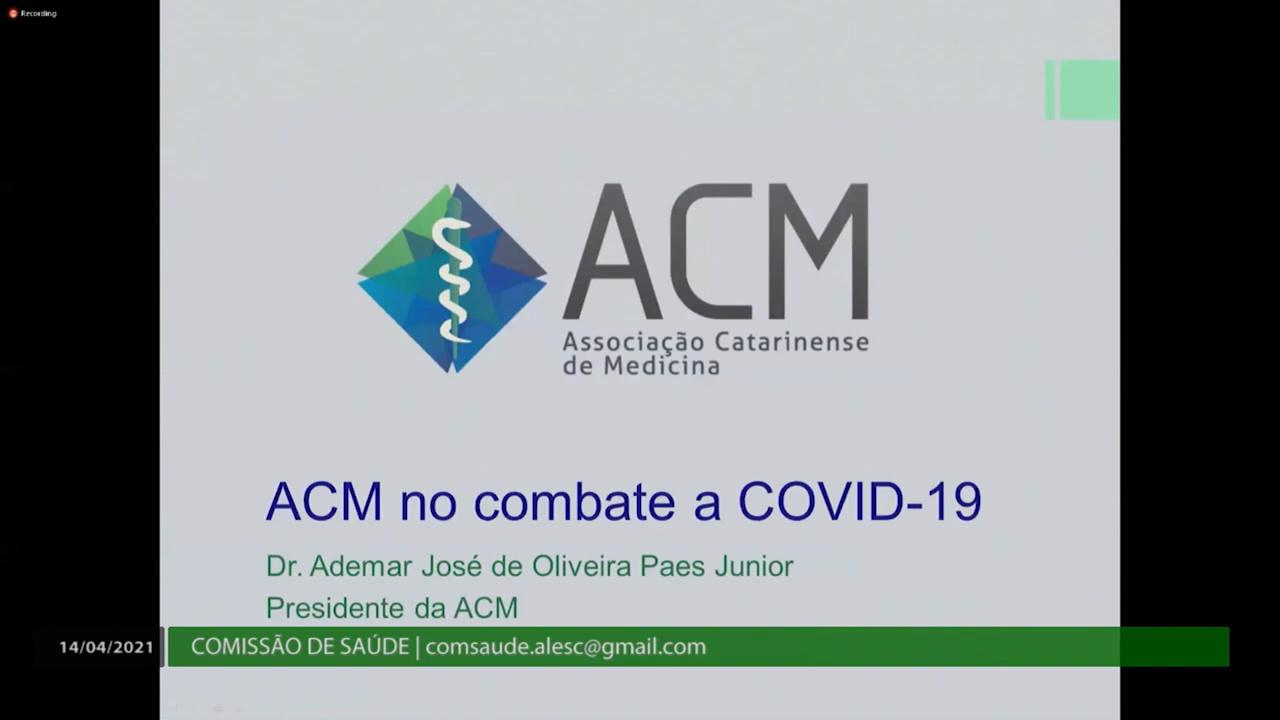 Recording
ACM
Associação Catarinense
de Medicina
ACM no combate a COVID-19
Dr. Ademar José de Oliveira Paes Junior
Presidente da ACM
14/04/2021
COMISSÃO DE SAÚDE | comsaude.alesc@gmail.com